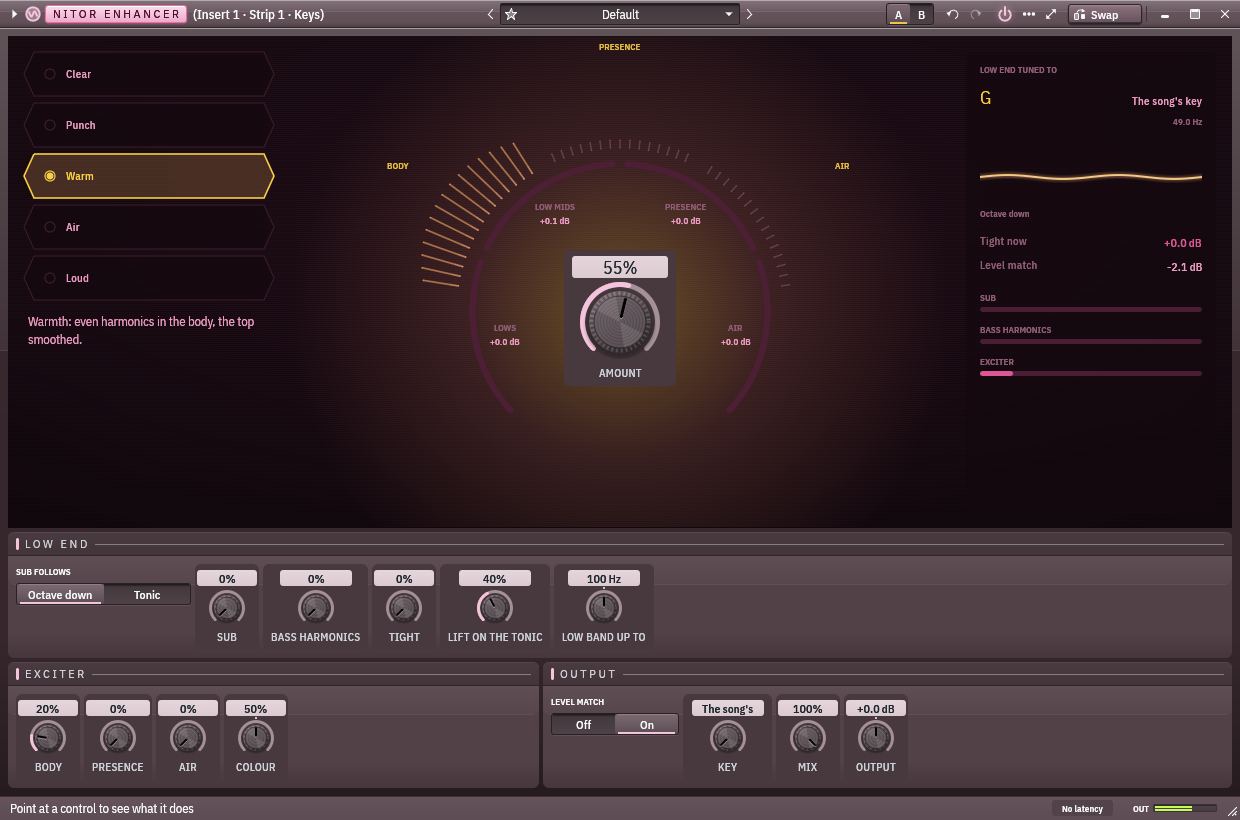 NITOR ENHANCER (Insert 1 · Strip 1 · Keys) Default A B Swap
PRESENCE
Clear
Punch
Warm
Air
Loud
Warmth: even harmonics in the body, the top
smoothed.
BODY
AIR
LOW MIDS
+0.1 dB
PRESENCE
+0.0 dB
55%
AMOUNT
LOWS
+0.0 dB
AIR
+0.0 dB
LOW END TUNED TO
G The song's key
49.0 Hz
Octave down
Tight now +0.0 dB
Level match -2.1 dB
SUB
BASS HARMONICS
EXCITER
LOW END
SUB FOLLOWS
Octave down Tonic
0% 0% 0% 40% 100 Hz
SUB BASS HARMONICS TIGHT LIFT ON THE TONIC LOW BAND UP TO
EXCITER
20% 0% 0% 50%
BODY PRESENCE AIR COLOUR
OUTPUT
LEVEL MATCH
Off On
The song's 100% +0.0 dB
KEY MIX OUTPUT
Point at a control to see what it does No latency OUT